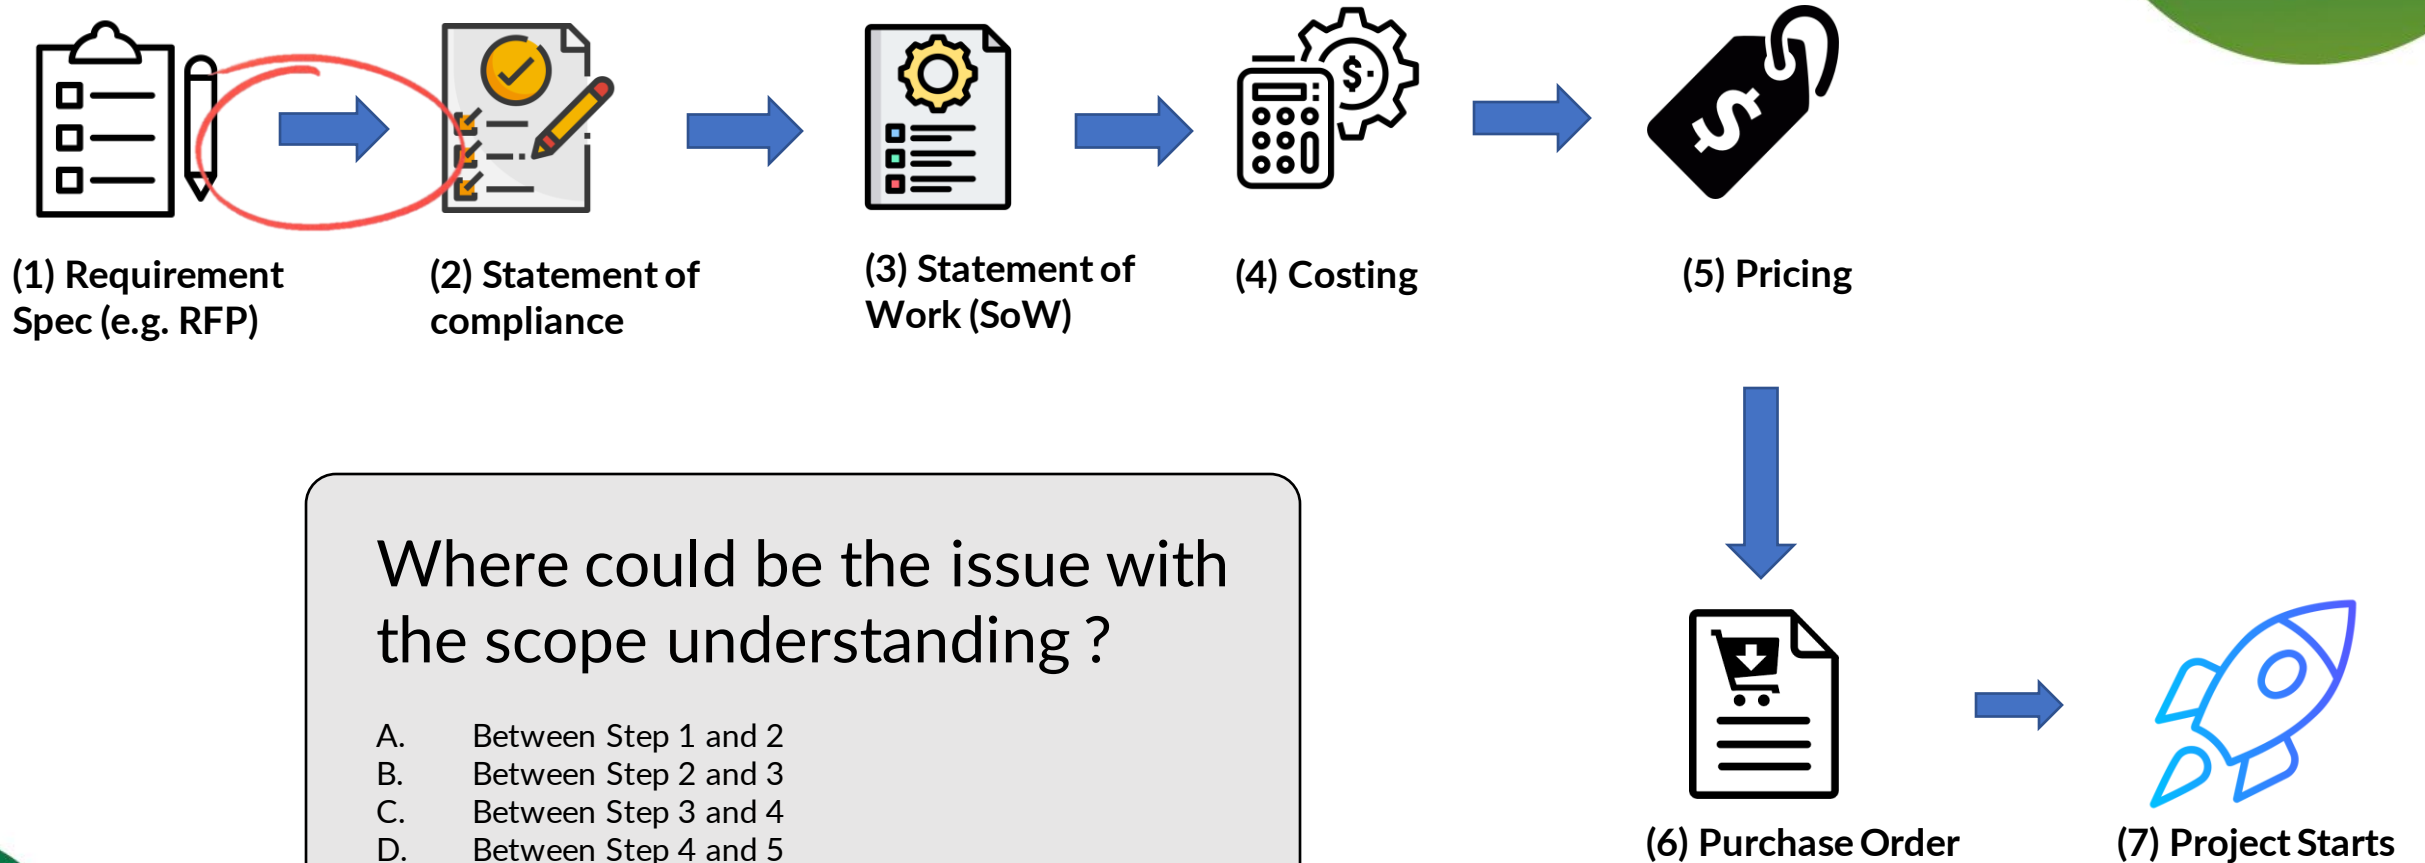 (1) Requirement
Spec (e.g. RFP)
(2) Statement of
compliance
(3) Statement of
Work (SoW)
(4) Costing
(5) Pricing
Where could be the issue with
the scope understanding ?
A. Between Step 1 and 2
B. Between Step 2 and 3
C. Between Step 3 and 4
D. Between Step 4 and 5
(6) Purchase Order
(7) Project Starts
$
$